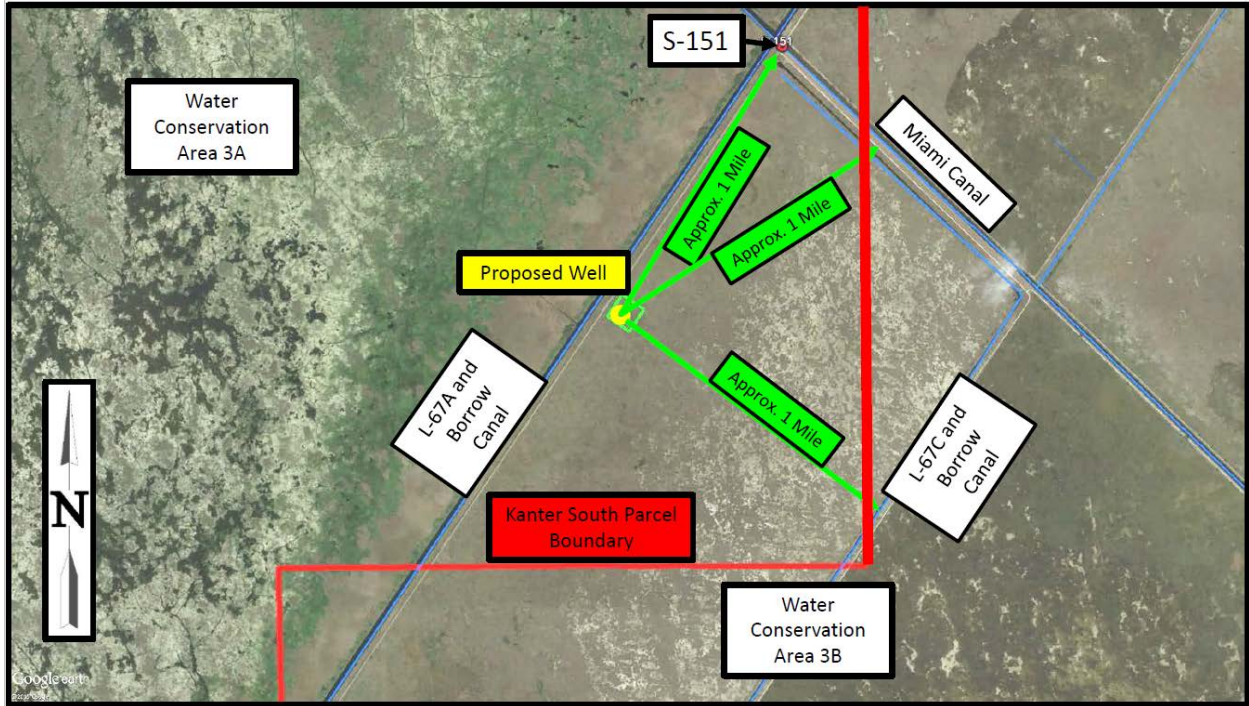 S-151
151
Water
Conservation
Area 3A
Miami Canal
Approx. 1 Mile
Approx. 1 Mile
Proposed Well
L-67A and
Borrow
Canal
Approx. 1 Mile
L-67C and
Borrow
Canal
N
Kanter South Parcel
Boundary
Water
Conservation
Area 3B
Google earth